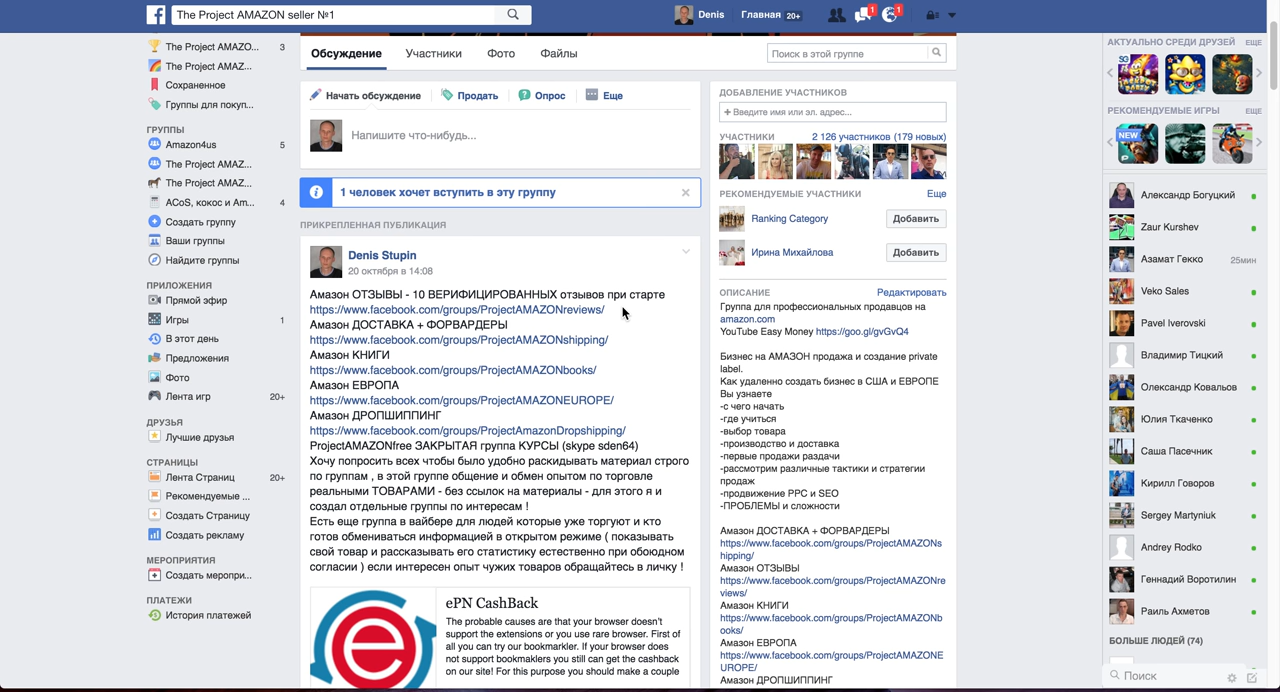 The Project AMAZON seller №1
Denis
Главная 20+
1
1
The Project AMAZO... 3
The Project AMAZ...
Сохраненное
Группы для покуп...
ГРУППЫ
Amazon4us 5
The Project AMAZ...
The Project AMAZ...
ACoS, кокос и Am... 4
Создать группу
Ваши группы
Найдите группы
ПРИЛОЖЕНИЯ
Прямой эфир
Игры 1
В этот день
Предложения
Фото
Лента игр 20+
ДРУЗЬЯ
Лучшие друзья
СТРАНИЦЫ
Лента Страниц 20+
Рекомендуемые ...
Создать Страницу
Создать рекламу
МЕРОПРИЯТИЯ
Создать меропри...
ПЛАТЕЖИ
История платежей
Обсуждение Участники Фото Файлы
Поиск в этой группе
Начать обсуждение Продать Опрос Еще
Напишите что-нибудь...
1 человек хочет вступить в эту группу
ПРИКРЕПЛЕННАЯ ПУБЛИКАЦИЯ
Denis Stupin
20 октября в 14:08
Амазон ОТЗЫВЫ - 10 ВЕРИФИЦИРОВАННЫХ отзывов при старте
https://www.facebook.com/groups/ProjectAMAZONreviews/
Амазон ДОСТАВКА + ФОРВАРДЕРЫ
https://www.facebook.com/groups/ProjectAMAZONshipping/
Амазон КНИГИ
https://www.facebook.com/groups/ProjectAMAZONbooks/
Амазон ЕВРОПА
https://www.facebook.com/groups/ProjectAMAZONEUROPE/
Амазон ДРОПШИППИНГ
https://www.facebook.com/groups/ProjectAmazonDropshipping/
ProjectAMAZONfree ЗАКРЫТАЯ группа КУРСЫ (skype sden64)
Хочу попросить всех чтобы было удобно раскидывать материал строго
по группам , в этой группе общение и обмен опытом по торговле
реальными ТОВАРАМИ - без ссылок на материалы - для этого я и
создал отдельные группы по интересам !
Есть еще группа в вайбере для людей которые уже торгуют и кто
готов обмениваться информацией в открытом режиме ( показывать
свой товар и рассказывать его статистику естественно при обоюдном
согласии ) если интересен опыт чужих товаров обращайтесь в личку !
ePN CashBack
The probable causes are that your browser doesn't
support the extensions or you use rare browser. First of
all you can try our bookmarkler. If your browser does
not support bookmaklers you still can get the cashback
on our site! For this purpose you should make a couple
ДОБАВЛЕНИЕ УЧАСТНИКОВ
+ Введите имя или эл. адрес...
УЧАСТНИКИ 2 126 участников (179 новых)
РЕКОМЕНДУЕМЫЕ УЧАСТНИКИ Еще
Ranking Category Добавить
Ирина Михайлова Добавить
ОПИСАНИЕ Редактировать
Группа для профессиональных продавцов на
amazon.com
YouTube Easy Money https://goo.gl/gvGvQ4
Бизнес на АМАЗОН продажа и создание private
label.
Как удаленно создать бизнес в США и ЕВРОПЕ
Вы узнаете
-с чего начать
-где учиться
-выбор товара
-производство и доставка
-первые продажи раздачи
-рассмотрим различные тактики и стратегии
продаж
-продвижение PPC и SEO
-ПРОБЛЕМЫ и сложности
Амазон ДОСТАВКА + ФОРВАРДЕРЫ
https://www.facebook.com/groups/ProjectAMAZONs
hipping/
Амазон ОТЗЫВЫ
https://www.facebook.com/groups/ProjectAMAZONre
views/
Амазон КНИГИ
https://www.facebook.com/groups/ProjectAMAZONb
ooks/
Амазон ЕВРОПА
https://www.facebook.com/groups/ProjectAMAZONE
UROPE/
Амазон ДРОПШИППИНГ
АКТУАЛЬНО СРЕДИ ДРУЗЕЙ ЕЩЕ
РЕКОМЕНДУЕМЫЕ ИГРЫ ЕЩЕ
NEW
Александр Богуцкий
Zaur Kurshev
Азамат Гекко 25мин
Veko Sales
Pavel Iverovski
Владимир Тицкий
Олександр Ковальов
Юлия Ткаченко
Саша Пасечник
Кирилл Говоров
Sergey Martyniuk
Andrey Rodko
Геннадий Воротилин
Раиль Ахметов
БОЛЬШЕ ЛЮДЕЙ (74)
Поиск